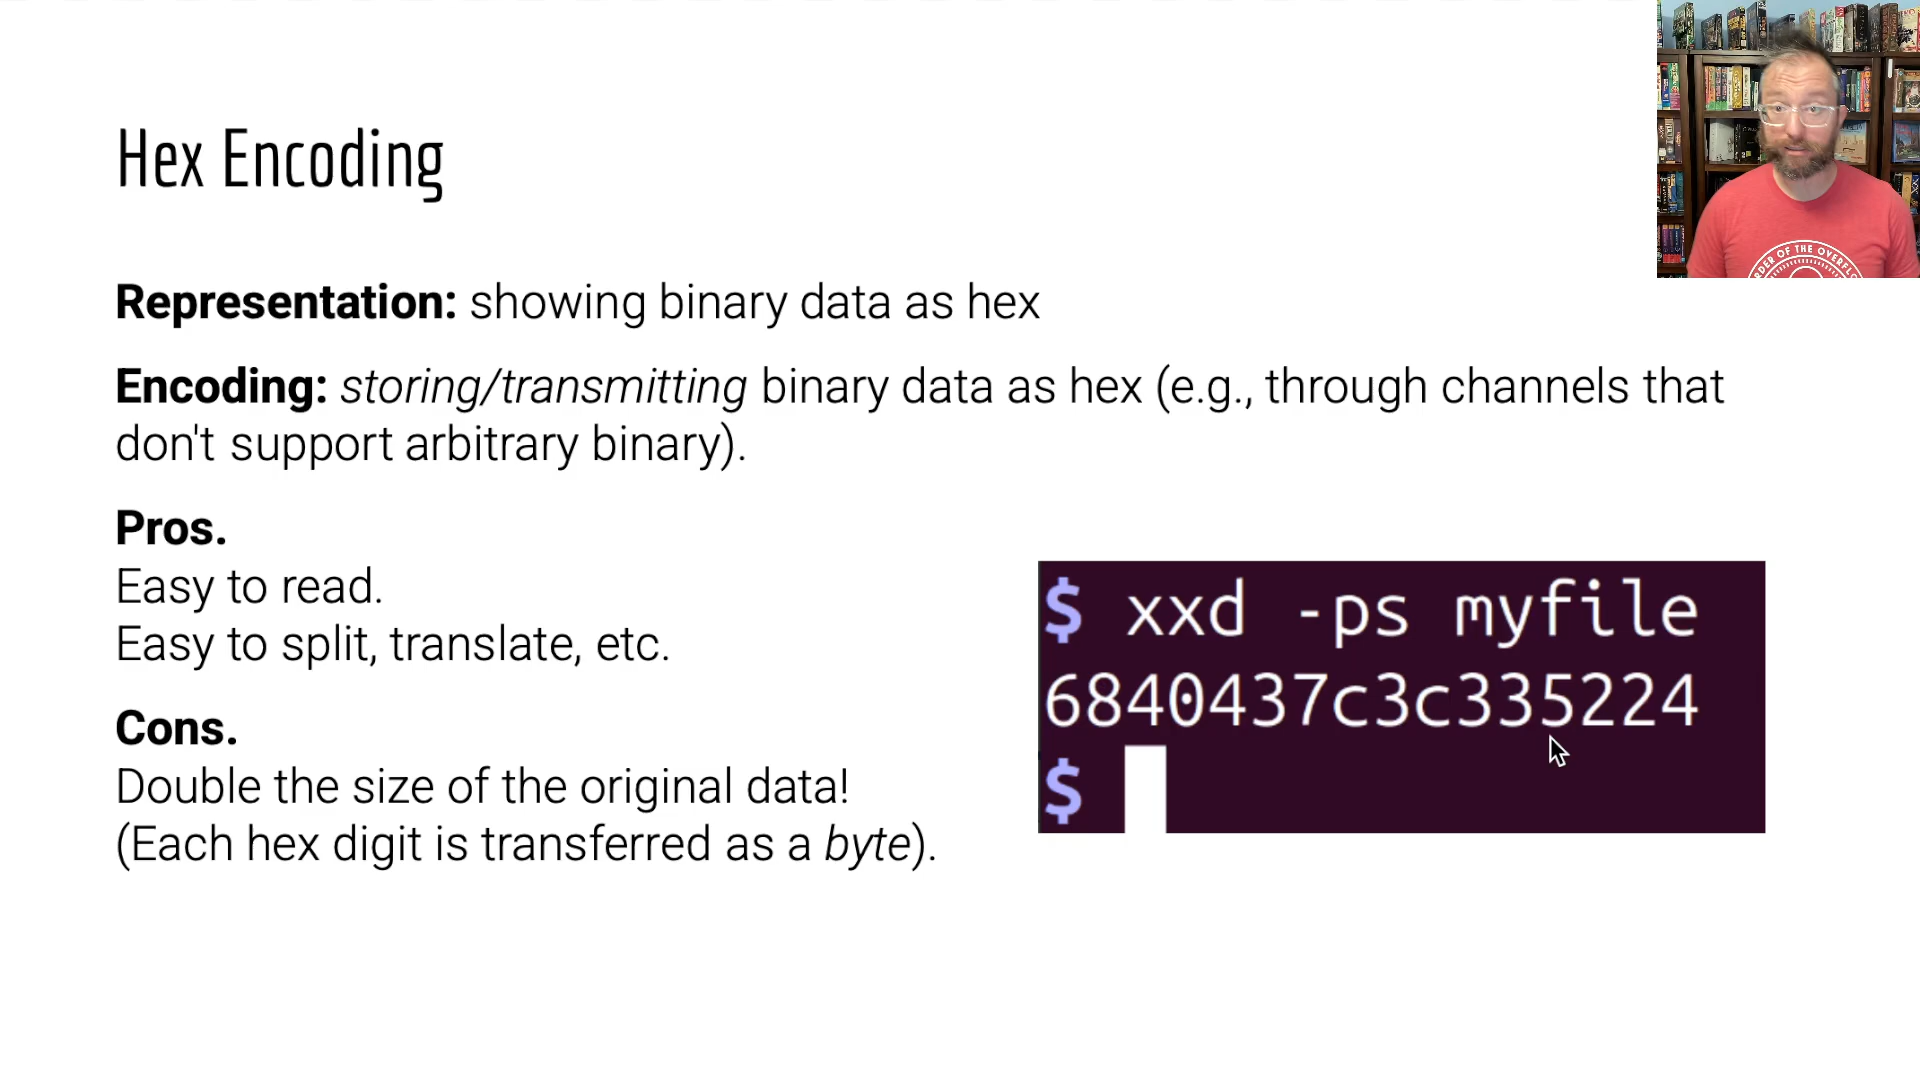 Hex Encoding
Representation: showing binary data as hex
Encoding: storing/transmitting binary data as hex (e.g., through channels that
don't support arbitrary binary).
Pros.
Easy to read.
Easy to split, translate, etc.
Cons.
Double the size of the original data!
(Each hex digit is transferred as a byte).
$ xxd -ps myfile
6840437c3c335224
$
OF THE